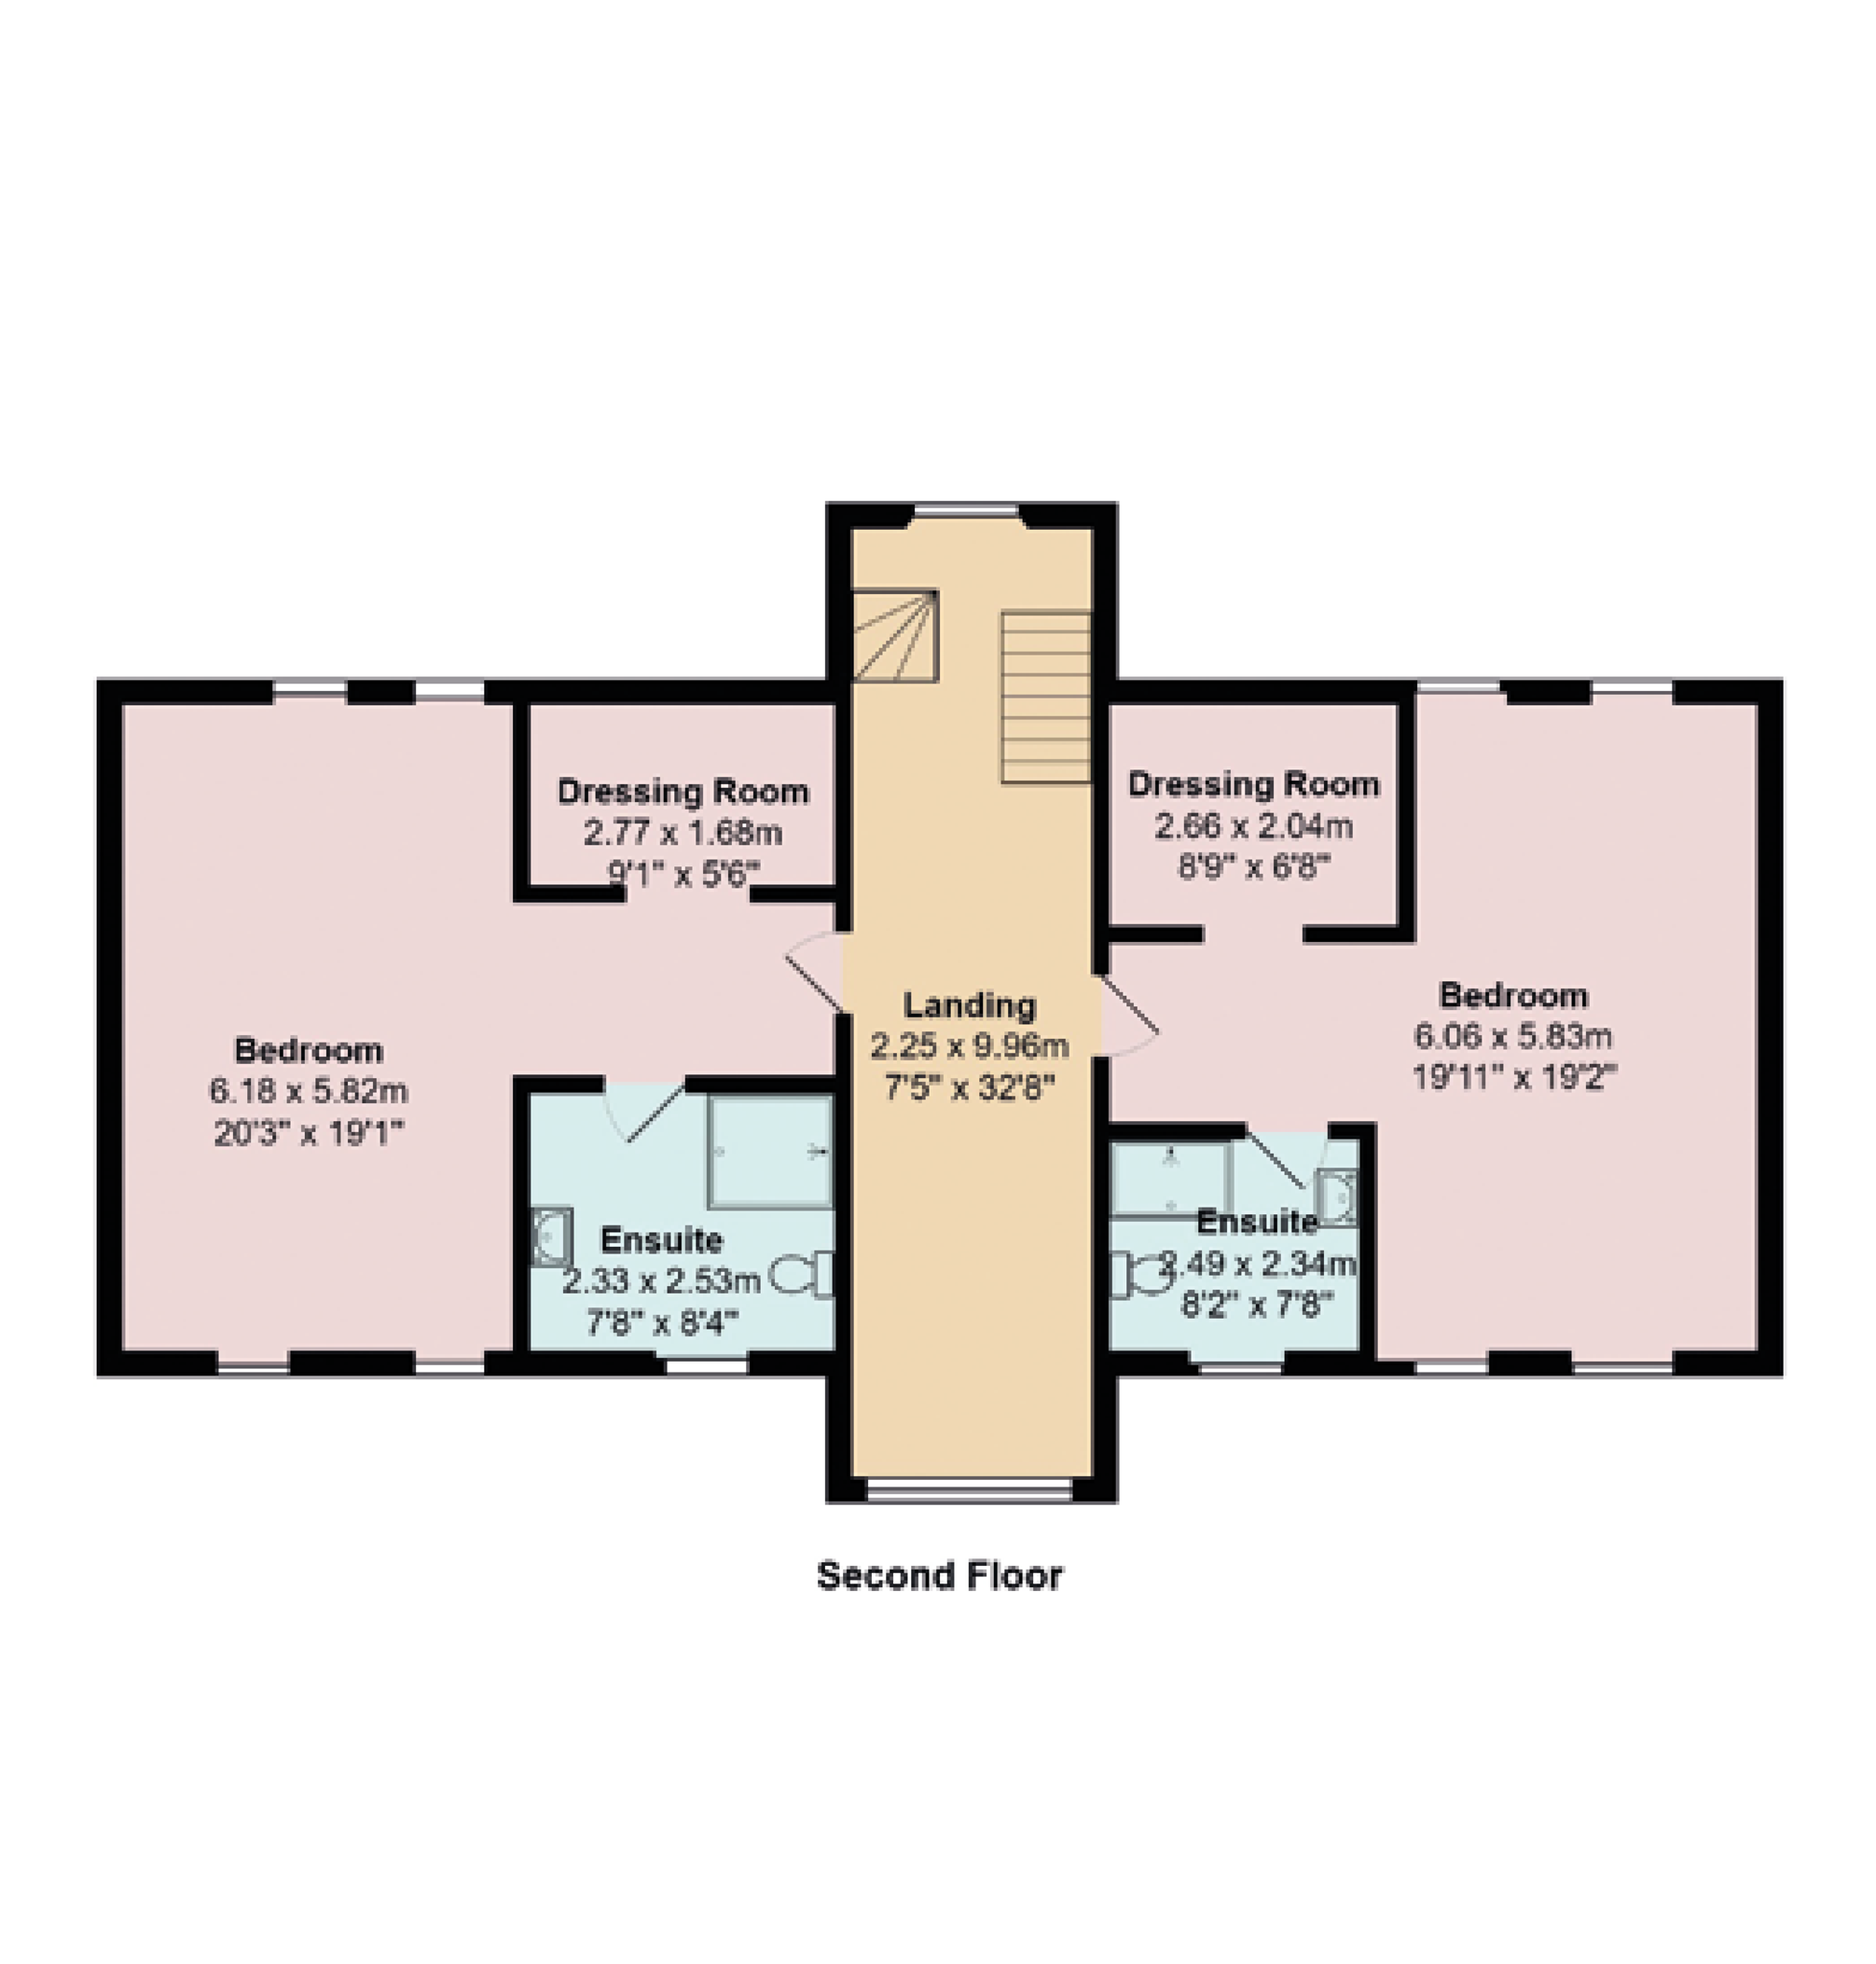 Dressing Room
2.77 x 1.68m
9'1" x 5'6"
Dressing Room
2.66 x 2.04m
8'9" x 6'8"
Bedroom
6.18 x 5.82m
20'3" x 19'1"
Landing
2.25 x 9.96m
7'5" x 32'8"
Bedroom
6.06 x 5.83m
19'11" x 19'2"
Ensuite
2.33 x 2.53m
7'8" x 8'4"
Ensuite
2.49 x 2.34m
8'2" x 7'8"
Second Floor